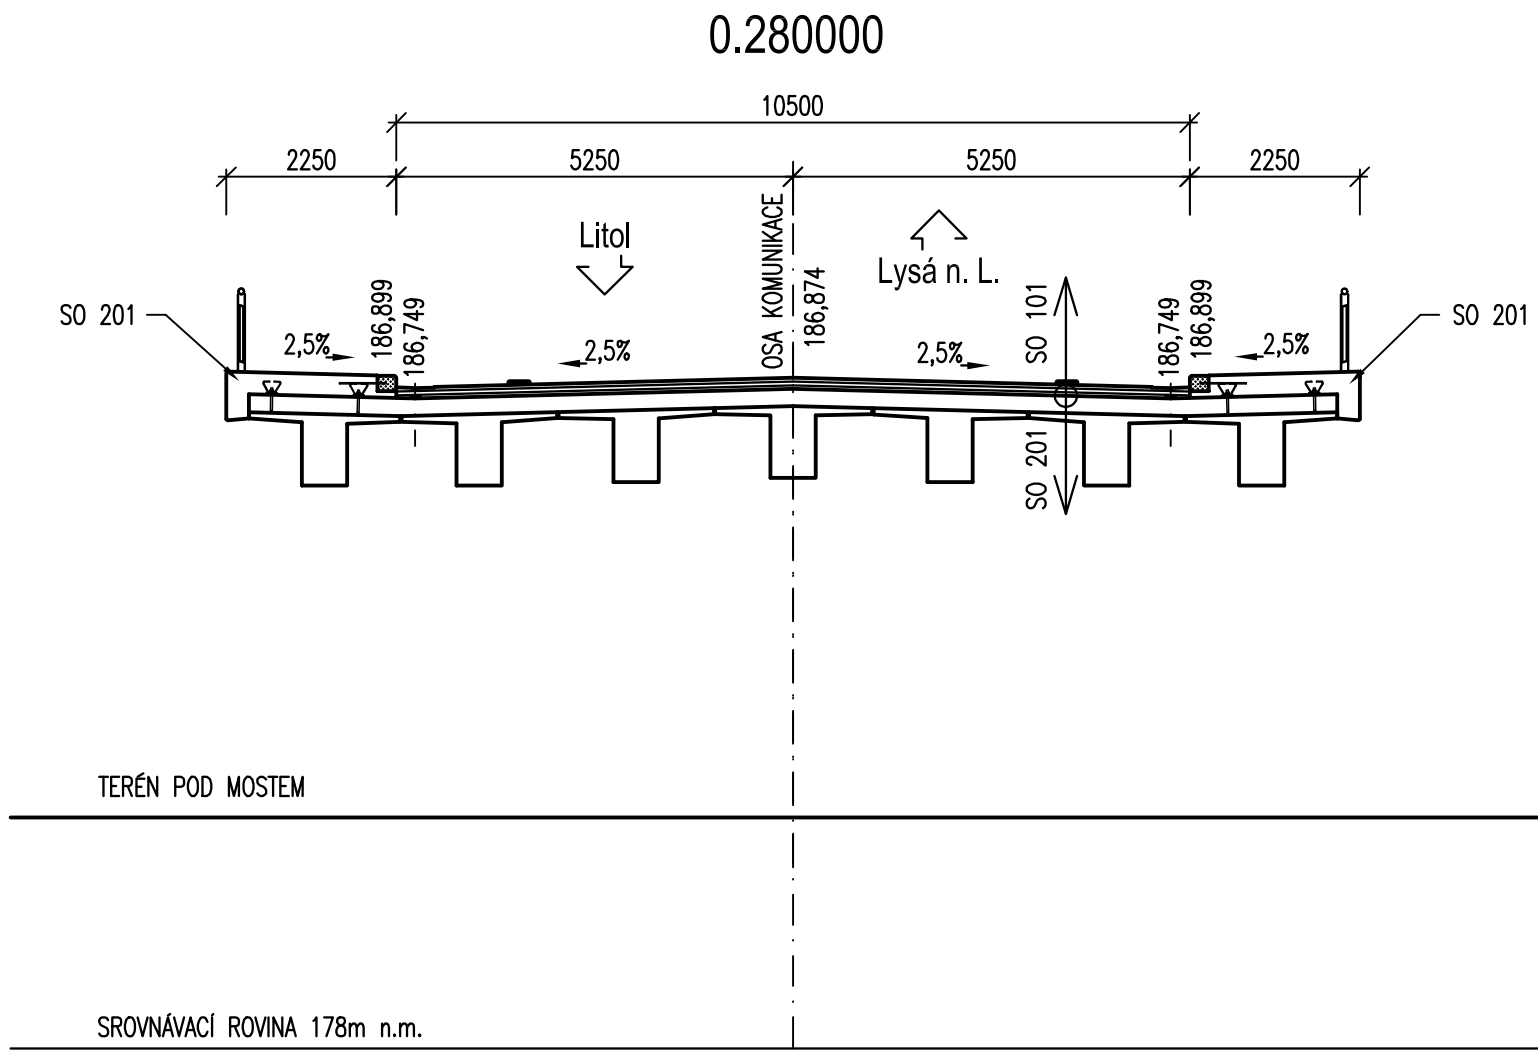 0.280000
10500
2250
5250
5250
2250
Litol
Lysá n. L.
OSA KOMUNIKACE
186,874
SO 201
186,899
186,749
SO 101
186,749
186,899
SO 201
2,5%
2,5%
2,5%
2,5%
SO 201
TERÉN POD MOSTEM
SROVNÁVACÍ ROVINA 178m n.m.